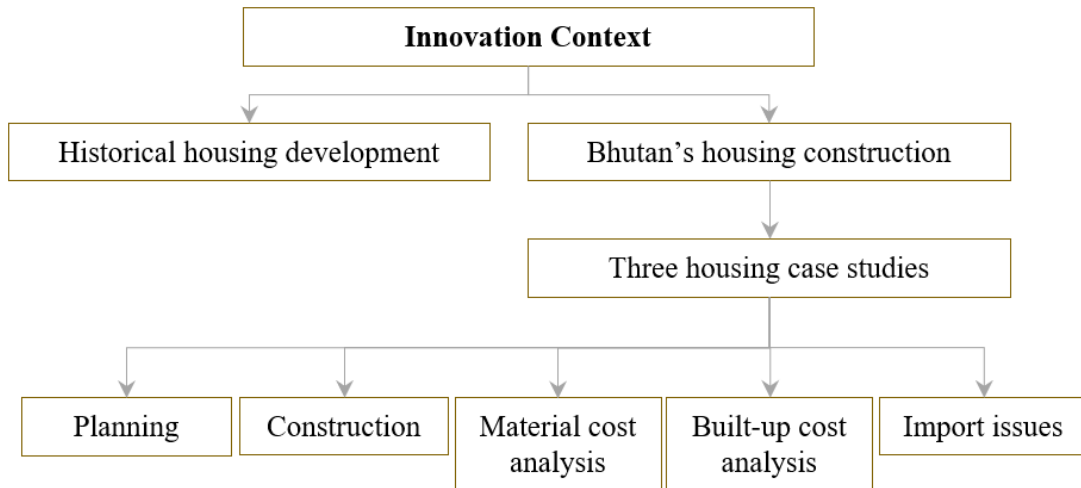 Innovation Context
Historical housing development
Bhutan’s housing construction
Three housing case studies
Planning
Construction
Material cost
analysis
Built-up cost
analysis
Import issues